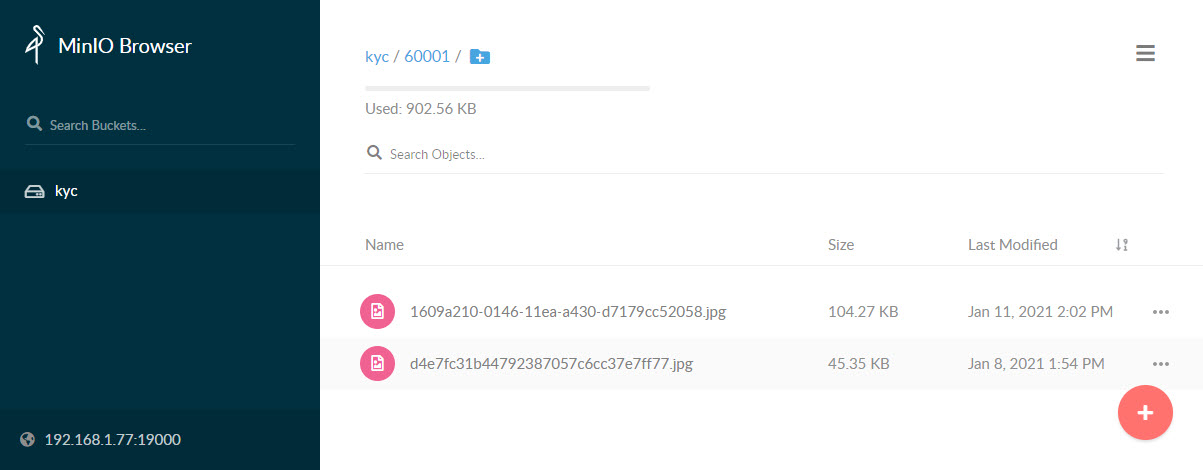 MinIO Browser
Search Buckets...
kyc
192.168.1.77:19000
kyc / 60001 /
Used: 902.56 KB
Search Objects...
Name Size Last Modified
1609a210-0146-11ea-a430-d7179cc52058.jpg 104.27 KB Jan 11, 2021 2:02 PM
d4e7fc31b44792387057c6cc37e7ff77.jpg 45.35 KB Jan 8, 2021 1:54 PM